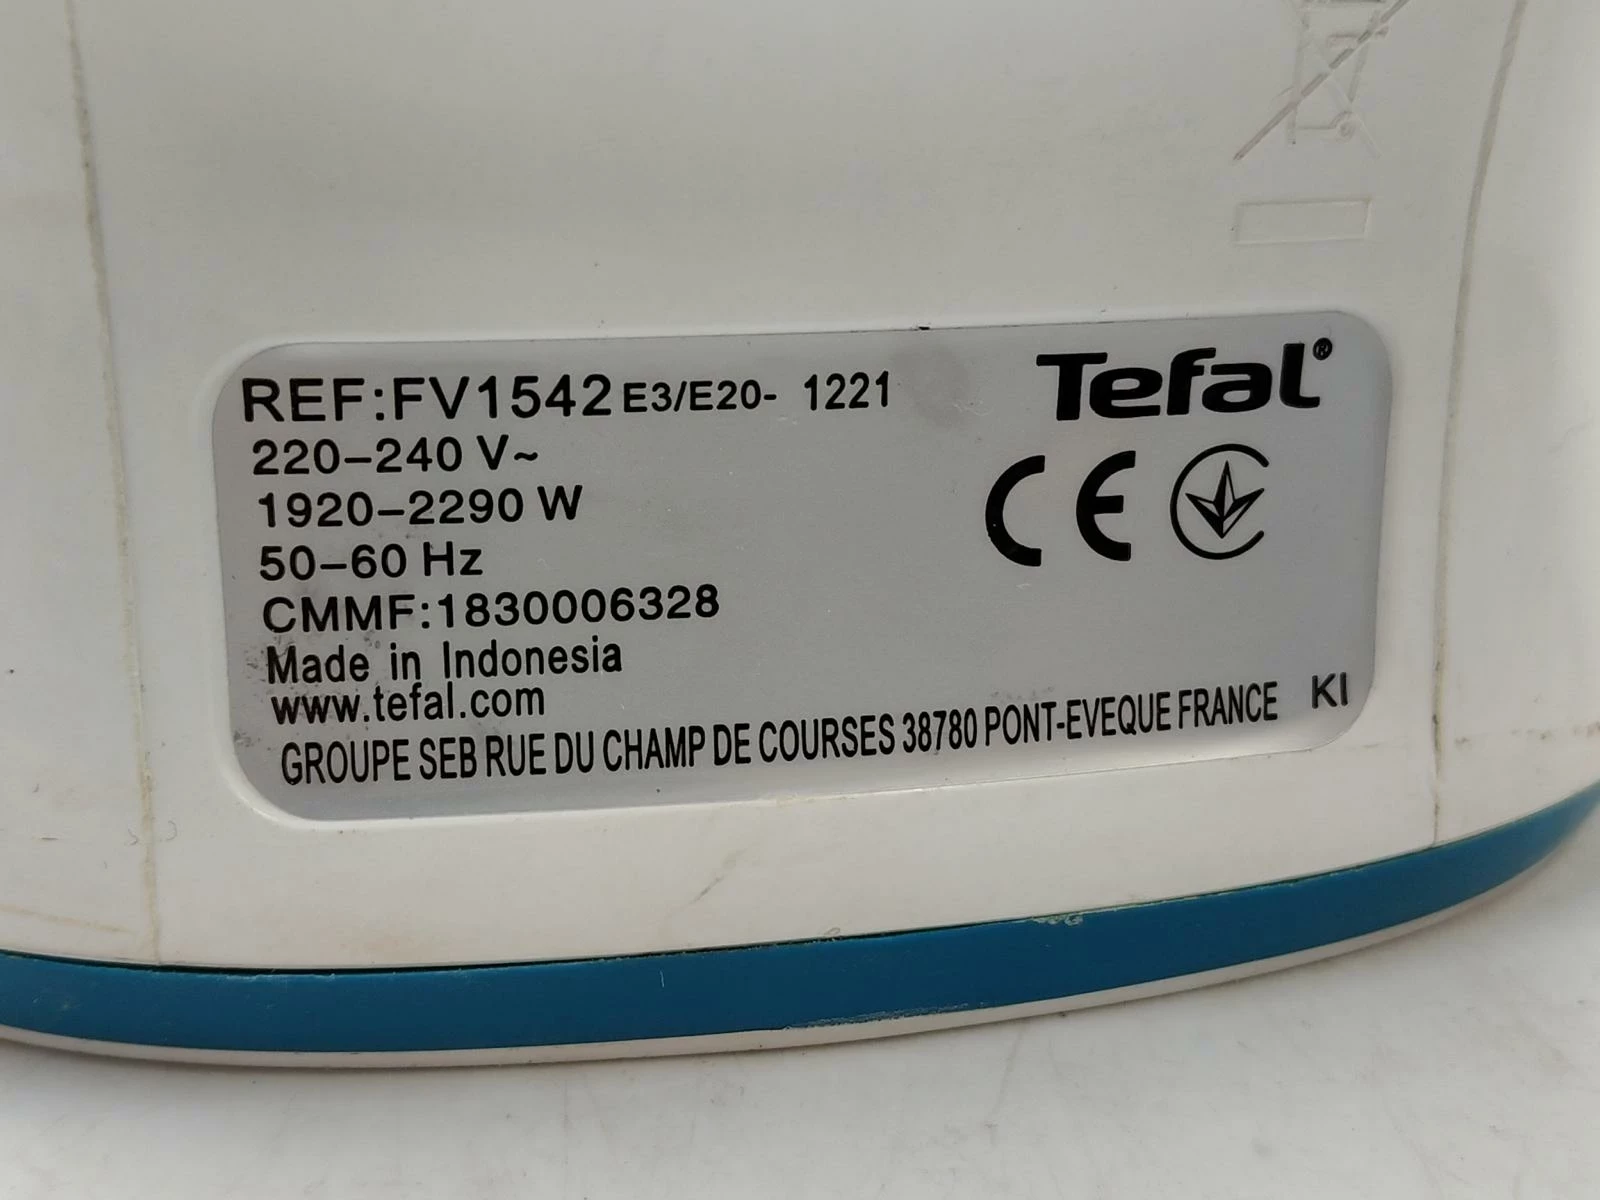 REF:FV1542 E3/E20- 1221
Tefal®
220–240 V~
1920–2290 W
50–60 Hz
CE
CMMF:1830006328
Made in Indonesia
www.tefal.com
GROUPE SEB RUE DU CHAMP DE COURSES 38780 PONT-EVEQUE FRANCE KI